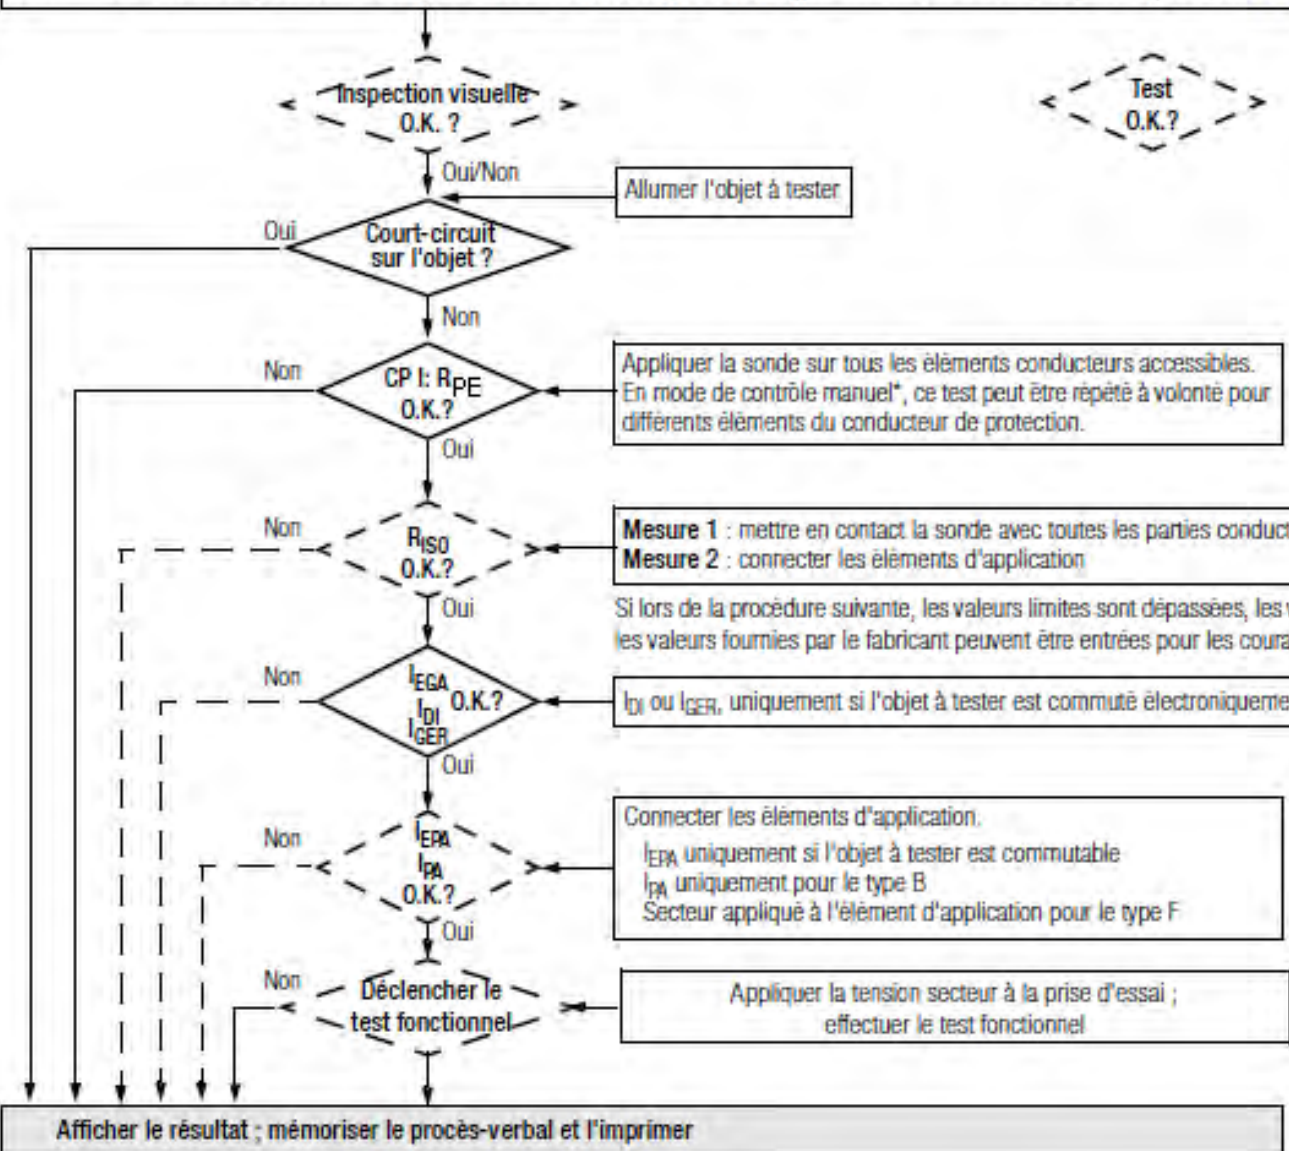 Inspection visuelle
O.K. ?
Test
O.K.?
Oui/Non
Allumer l'objet à tester
Oui
Court-circuit
sur l'objet ?
Non
Non
CP I: RPE
O.K.?
Appliquer la sonde sur tous les éléments conducteurs accessibles.
En mode de contrôle manuel*, ce test peut être répété à volonté pour
différents éléments du conducteur de protection.
Oui
Non
RISO
O.K.?
Mesure 1 : mettre en contact la sonde avec toutes les parties conduct
Mesure 2 : connecter les éléments d'application
Oui
Si lors de la procédure suivante, les valeurs limites sont dépassées, les
les valeurs fournies par le fabricant peuvent être entrées pour les coura
Non
IEGA
O.K.?
IDI
IGER
IDI ou IGER, uniquement si l'objet à tester est commuté électroniqueme
Oui
Non
IEPA
IPA
O.K.?
Connecter les éléments d'application.
IEPA uniquement si l'objet à tester est commutable
IPA uniquement pour le type B
Secteur appliqué à l'élément d'application pour le type F
Oui
Non
Déclencher le
test fonctionnel
Appliquer la tension secteur à la prise d'essai ;
effectuer le test fonctionnel
Afficher le résultat ; mémoriser le procès-verbal et l'imprimer